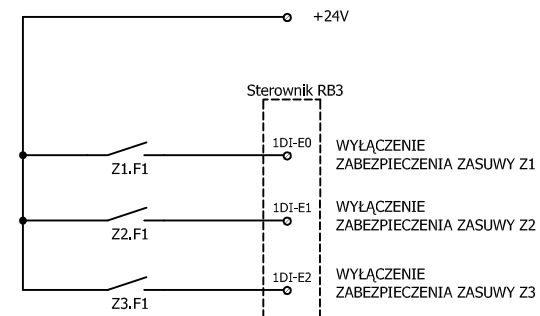 +24V
Sterownik RB3
1DI-E0
WYŁĄCZENIE
ZABEZPIECZENIA ZASUWY Z1
Z1.F1
1DI-E1
WYŁĄCZENIE
ZABEZPIECZENIA ZASUWY Z2
Z2.F1
1DI-E2
WYŁĄCZENIE
ZABEZPIECZENIA ZASUWY Z3
Z3.F1